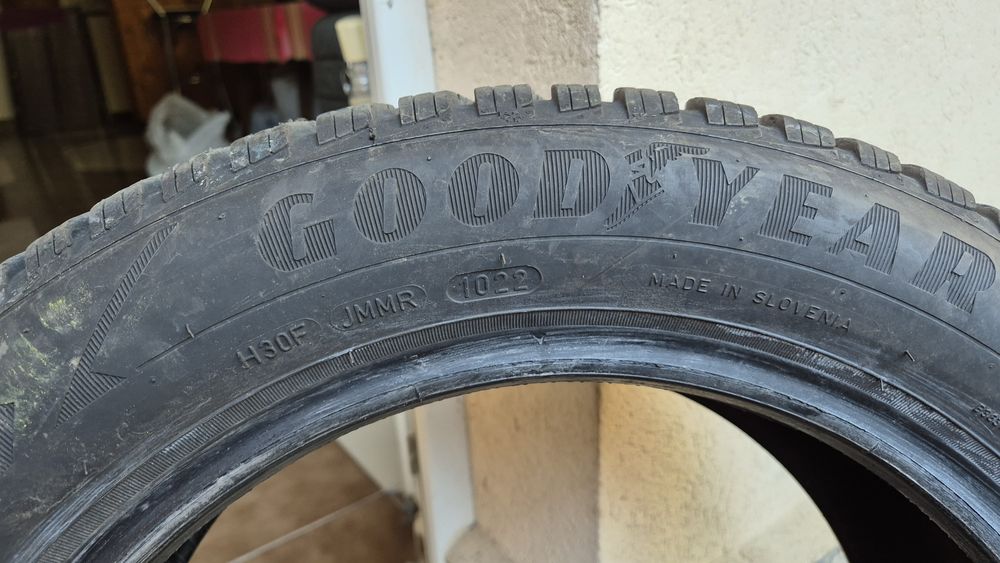 GOODYEAR
H30F JMMR 1022 MADE IN SLOVENIA